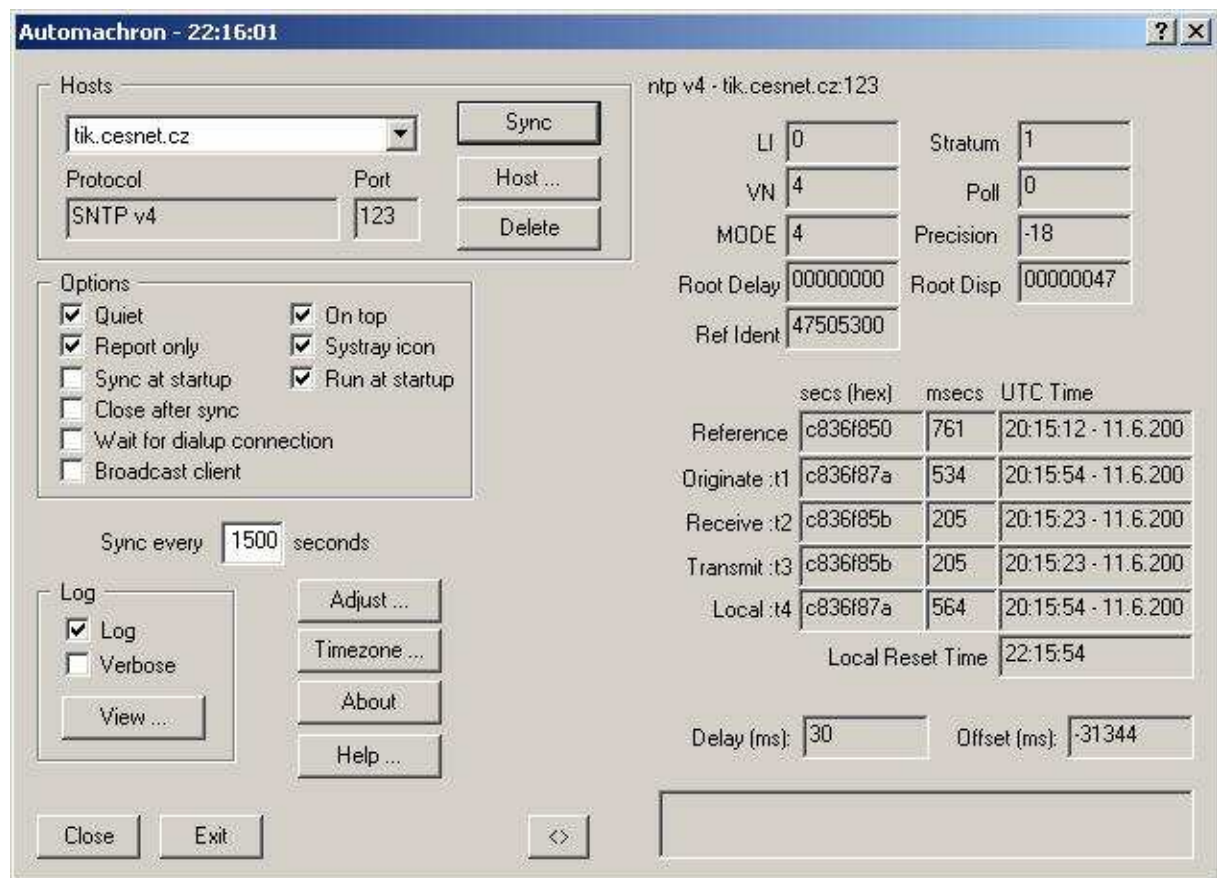 Automachron - 22:16:01
Hosts
tik.cesnet.cz
Sync
Protocol Port
Host ...
SNTP v4 123
Delete
Options
Quiet On top
Report only Systray icon
Sync at startup Run at startup
Close after sync
Wait for dialup connection
Broadcast client
Sync every 1500 seconds
Log
Log
Verbose
View ...
Adjust ...
Timezone ...
About
Help ...
Close Exit <>
ntp v4 - tik.cesnet.cz:123
LI 0 Stratum 1
VN 4 Poll 0
MODE 4 Precision -18
Root Delay 00000000 Root Disp 00000047
Ref Ident 47505300
secs (hex) msecs UTC Time
Reference c836f850 761 20:15:12 - 11.6.200
Originate :t1 c836f87a 534 20:15:54 - 11.6.200
Receive :t2 c836f85b 205 20:15:23 - 11.6.200
Transmit :t3 c836f85b 205 20:15:23 - 11.6.200
Local :t4 c836f87a 564 20:15:54 - 11.6.200
Local Reset Time 22:15:54
Delay (ms): 30 Offset (ms): -31344